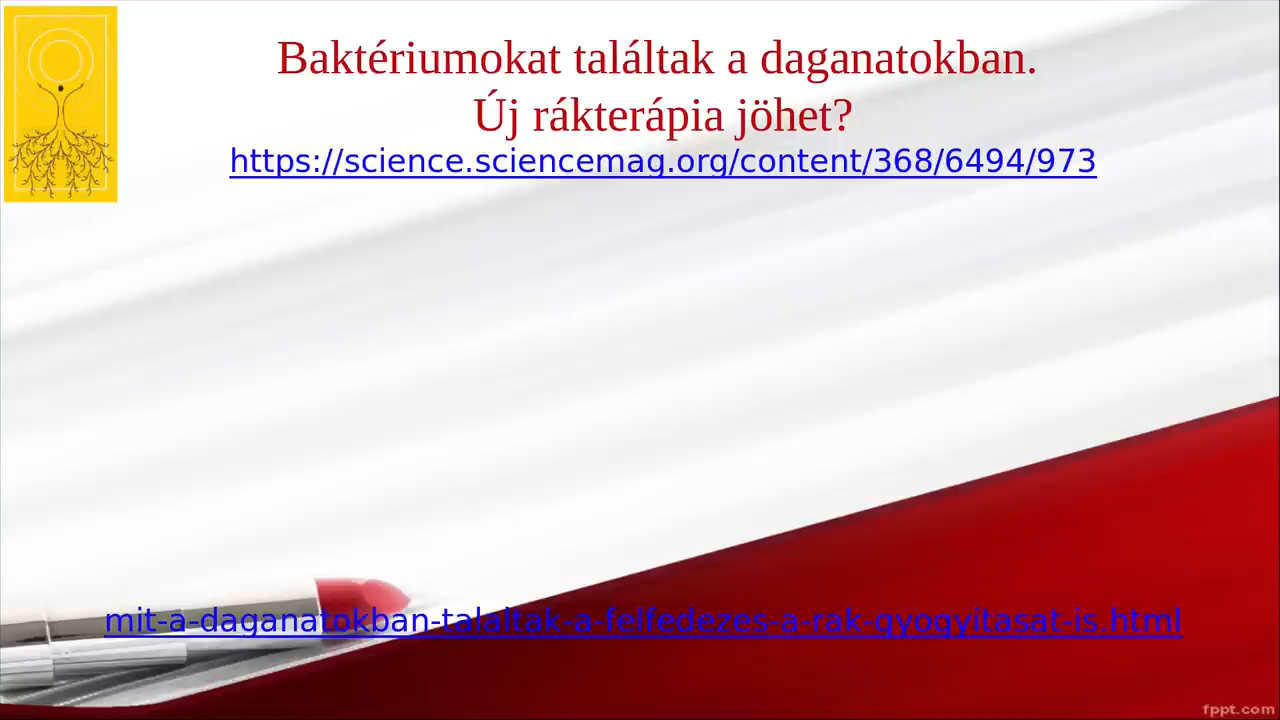 Baktériumokat találtak a daganatokban.
Új rákterápia jöhet?
https://science.sciencemag.org/content/368/6494/973
mit-a-daganatokban-talaltak-a-felfedezes-a-rak-gyogyitasat-is.html
fppt.com